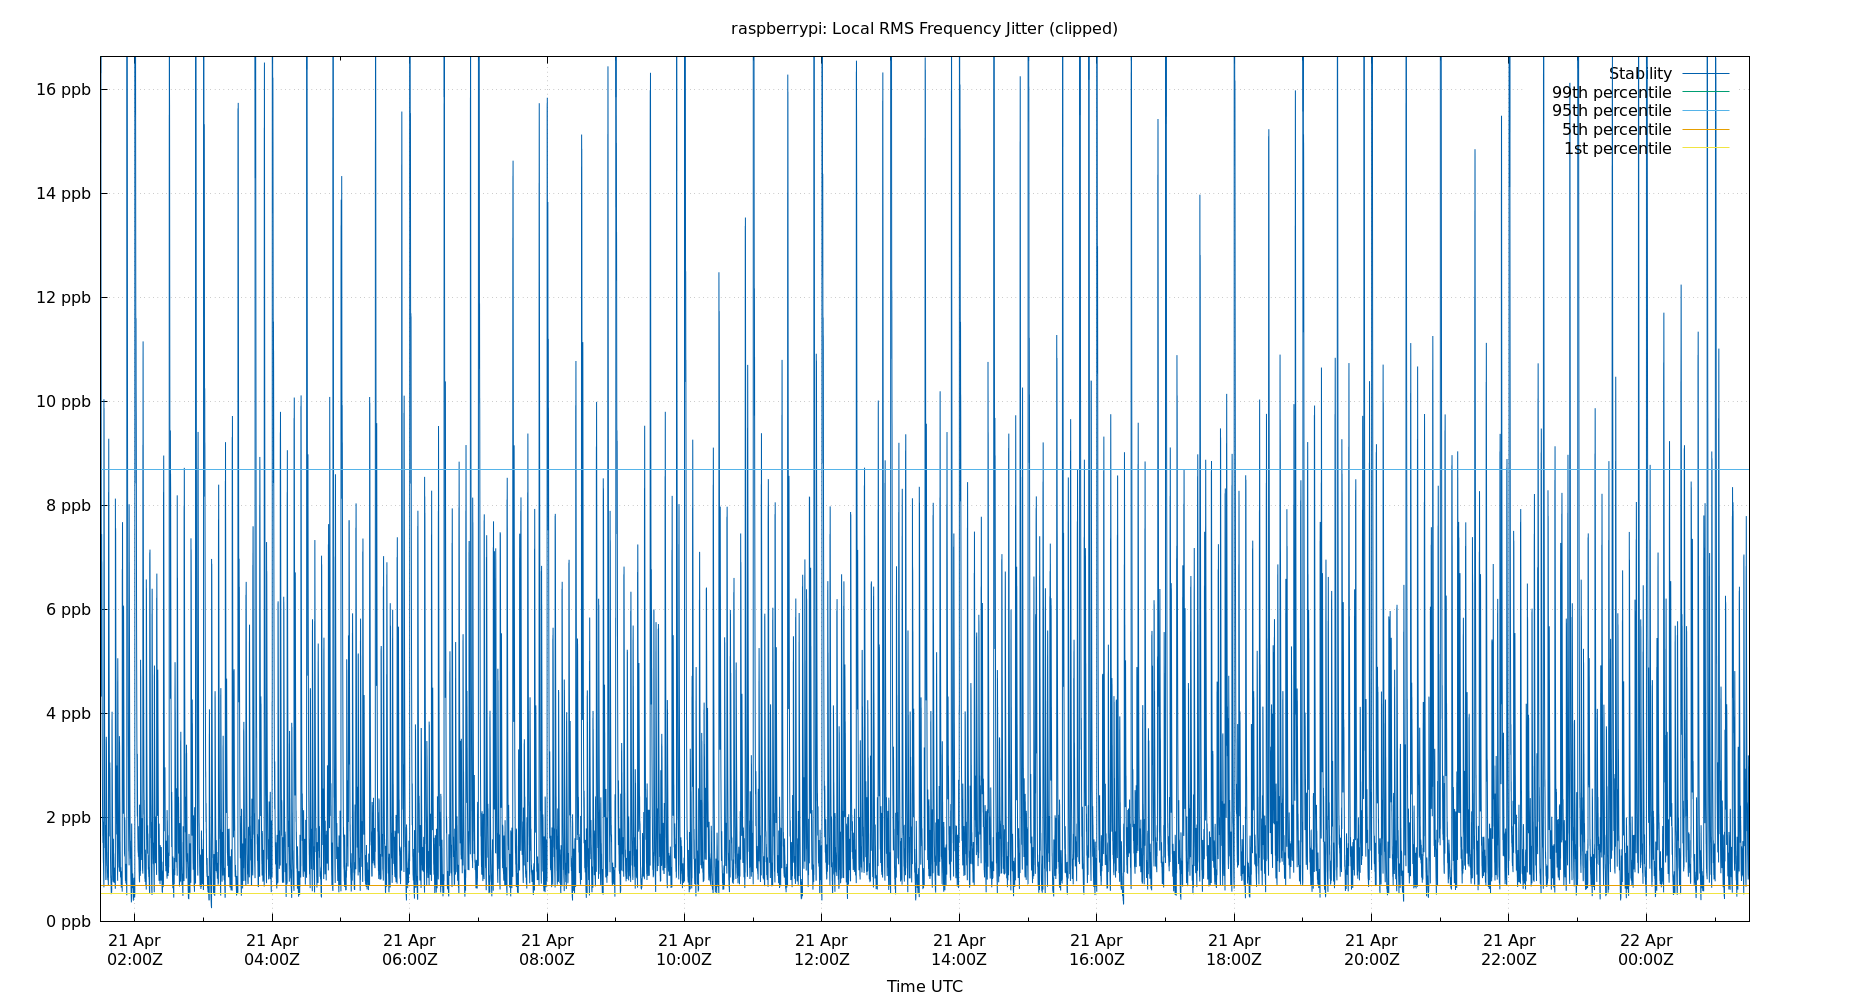 raspberrypi: Local RMS Frequency Jitter (clipped)
Stability
99th percentile
95th percentile
5th percentile
1st percentile
16 ppb
14 ppb
12 ppb
10 ppb
8 ppb
6 ppb
4 ppb
2 ppb
0 ppb
21 Apr 21 Apr 21 Apr 21 Apr 21 Apr 21 Apr 21 Apr 21 Apr 21 Apr 21 Apr 21 Apr 22 Apr
02:00Z 04:00Z 06:00Z 08:00Z 10:00Z 12:00Z 14:00Z 16:00Z 18:00Z 20:00Z 22:00Z 00:00Z
Time UTC